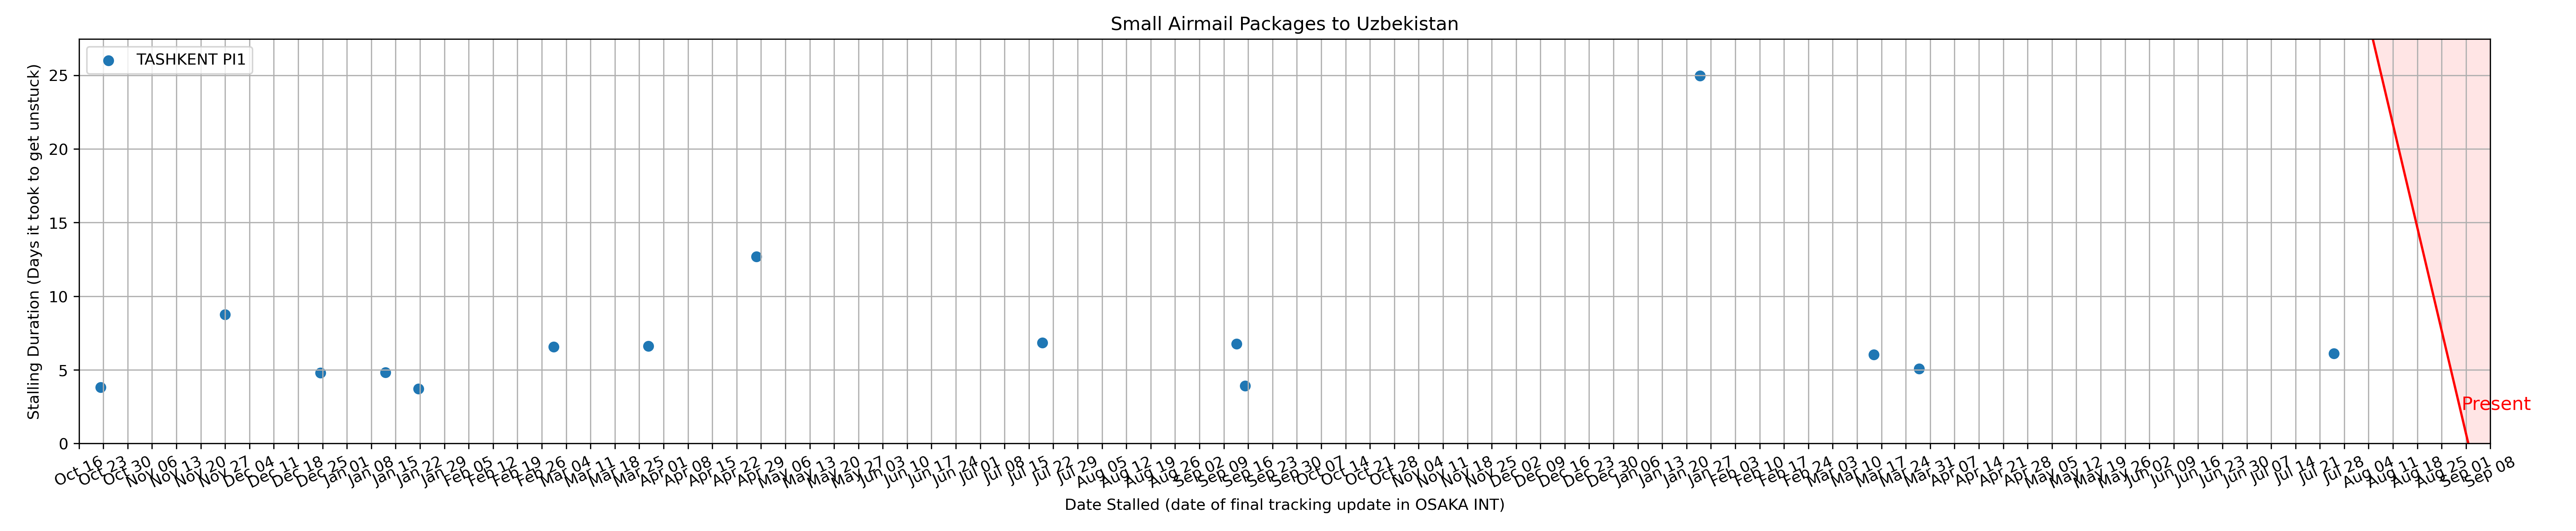 Small Airmail Packages to Uzbekistan
TASHKENT PI1
Stalling Duration (Days it took to get unstuck)
25
20
15
10
5
0
Present
Oct 16 Oct 23 Oct 30 Nov 06 Nov 13 Nov 20 Nov 27 Dec 04 Dec 11 Dec 18 Dec 25 Jan 01 Jan 08 Jan 15 Jan 22 Jan 29 Feb 05 Feb 12 Feb 19 Feb 26 Mar 04 Mar 11 Mar 18 Mar 25 Apr 01 Apr 08 Apr 15 Apr 22 Apr 29 May 06 May 13 May 20 May 27 Jun 03 Jun 10 Jun 17 Jun 24 Jul 01 Jul 08 Jul 15 Jul 22 Jul 29 Aug 05 Aug 12 Aug 19 Aug 26 Sep 02 Sep 09 Sep 16 Sep 23 Sep 30 Oct 07 Oct 14 Oct 21 Oct 28 Nov 04 Nov 11 Nov 18 Nov 25 Dec 02 Dec 09 Dec 16 Dec 23 Dec 30 Jan 06 Jan 13 Jan 20 Jan 27 Feb 03 Feb 10 Feb 17 Feb 24 Mar 03 Mar 10 Mar 17 Mar 24 Mar 31 Apr 07 Apr 14 Apr 21 Apr 28 May 05 May 12 May 19 May 26 Jun 02 Jun 09 Jun 16 Jun 23 Jun 30 Jul 07 Jul 14 Jul 21 Jul 28 Aug 04 Aug 11 Aug 18 Aug 25 Sep 01 Sep 08
Date Stalled (date of final tracking update in OSAKA INT)